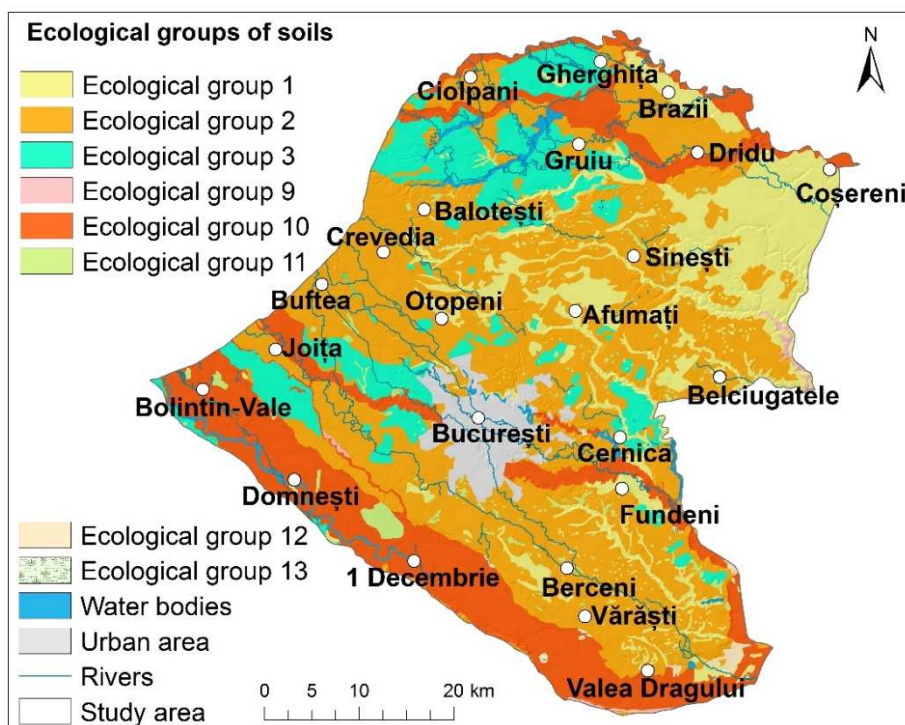 Ecological groups of soils
N
Ecological group 1
Ecological group 2
Ecological group 3
Ecological group 9
Ecological group 10
Ecological group 11
Gherghița
Ciolpani
Brazii
Gruiu
Dridu
Coșereni
Balotești
Crevedia
Sinești
Buftea
Otopeni
Afumați
Joița
Bolintin-Vale
Belciugatele
București
Cernica
Domnești
Fundeni
Ecological group 12
Ecological group 13
Water bodies
Urban area
Rivers
Study area
1 Decembrie
Berceni
Vărăști
Valea Dragului
0 5 10 20 km